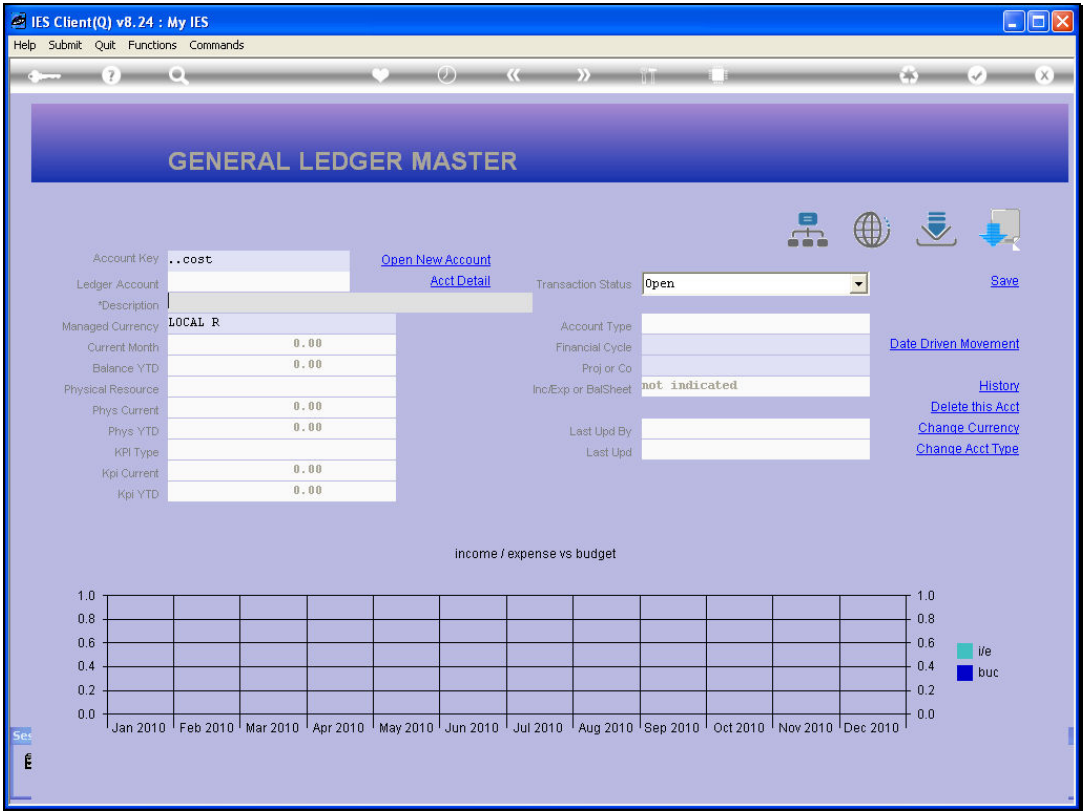 IES Client(Q) v8.24 : My IES
Help Submit Quit Functions Commands
GENERAL LEDGER MASTER
Account Key ..cost Open New Account
Ledger Account Acct Detail Transaction Status Open Save
*Description
Managed Currency LOCAL R Account Type
Current Month 0.00 Financial Cycle Date Driven Movement
Balance YTD 0.00 Proj or Co
Physical Resource Inc/Exp or BalSheet not indicated History
Phys Current 0.00 Delete this Acct
Phys YTD 0.00 Last Upd By Change Currency
KPI Type Last Upd Change Acct Type
Kpi Current 0.00
Kpi YTD 0.00
income / expense vs budget
1.0 1.0
0.8 0.8
0.6 0.6
i/e
0.4 0.4
buc
0.2 0.2
0.0 0.0
Jan 2010 Feb 2010 Mar 2010 Apr 2010 May 2010 Jun 2010 Jul 2010 Aug 2010 Sep 2010 Oct 2010 Nov 2010 Dec 2010